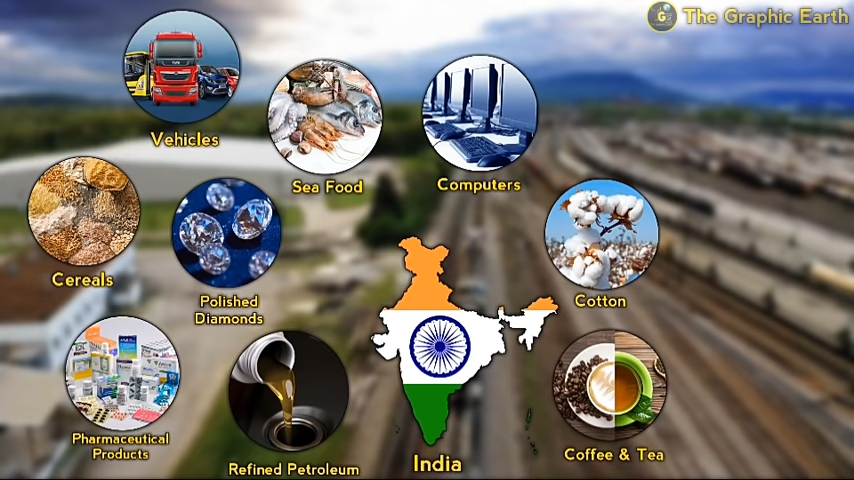 G The Graphic Earth
Vehicles
Sea Food
Computers
Cereals
Polished
Diamonds
Cotton
Pharmaceutical
Products
Refined Petroleum
India
Coffee & Tea